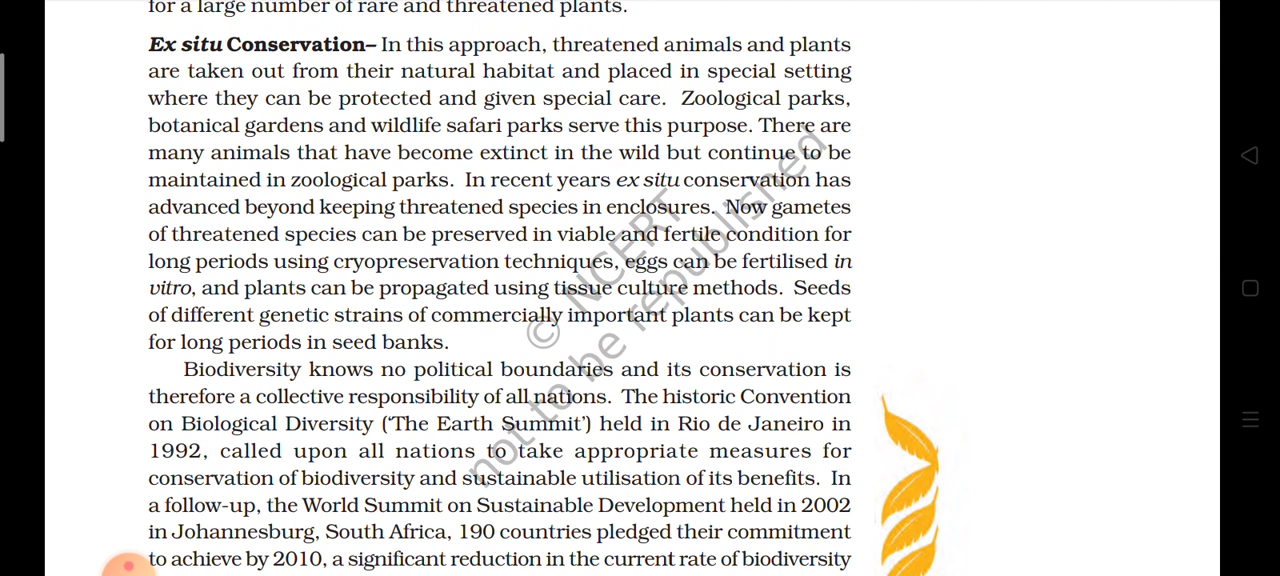 for a large number of rare and threatened plants.
Ex situ Conservation– In this approach, threatened animals and plants
are taken out from their natural habitat and placed in special setting
where they can be protected and given special care. Zoological parks,
botanical gardens and wildlife safari parks serve this purpose. There are
many animals that have become extinct in the wild but continue to be
maintained in zoological parks. In recent years ex situ conservation has
advanced beyond keeping threatened species in enclosures. Now gametes
of threatened species can be preserved in viable and fertile condition for
long periods using cryopreservation techniques, eggs can be fertilised in
vitro, and plants can be propagated using tissue culture methods. Seeds
of different genetic strains of commercially important plants can be kept
for long periods in seed banks.
Biodiversity knows no political boundaries and its conservation is
therefore a collective responsibility of all nations. The historic Convention
on Biological Diversity (‘The Earth Summit’) held in Rio de Janeiro in
1992, called upon all nations to take appropriate measures for
conservation of biodiversity and sustainable utilisation of its benefits. In
a follow-up, the World Summit on Sustainable Development held in 2002
in Johannesburg, South Africa, 190 countries pledged their commitment
to achieve by 2010, a significant reduction in the current rate of biodiversity
© NCERT
not to be republished